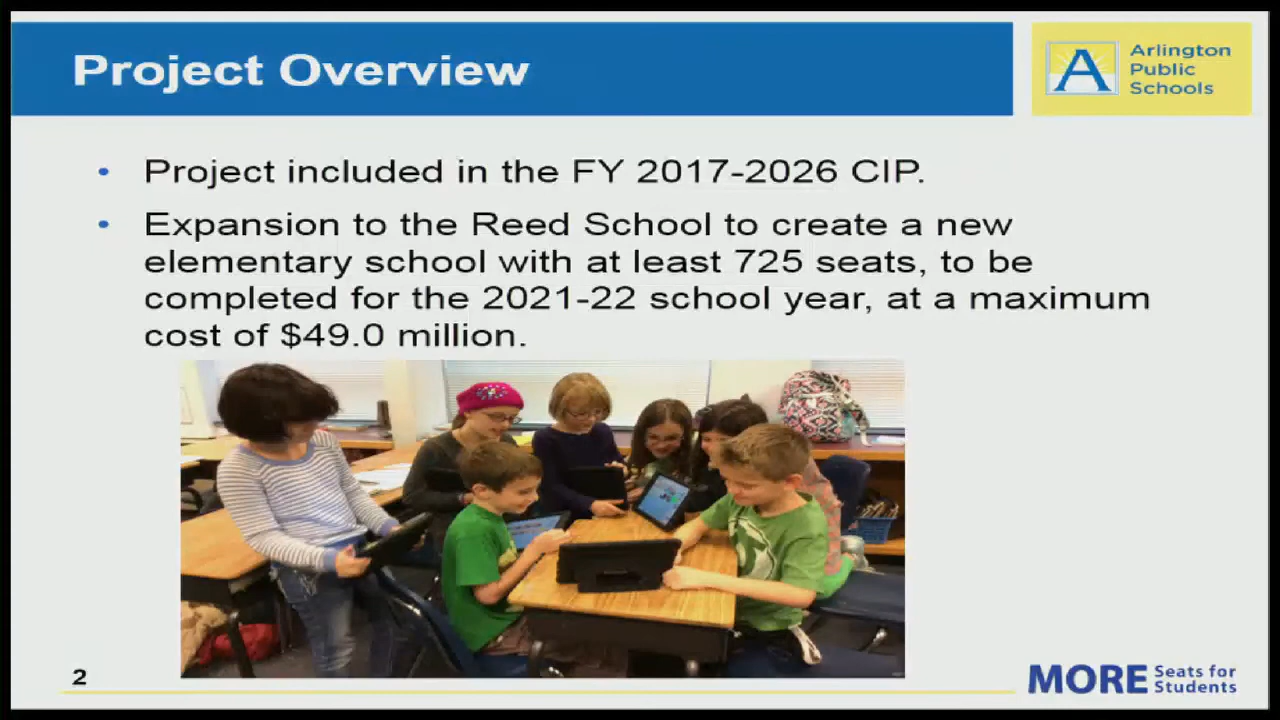 Project Overview
Arlington
Public
Schools
• Project included in the FY 2017-2026 CIP.
• Expansion to the Reed School to create a new
elementary school with at least 725 seats, to be
completed for the 2021-22 school year, at a maximum
cost of $49.0 million.
2
MORE Seats for
Students